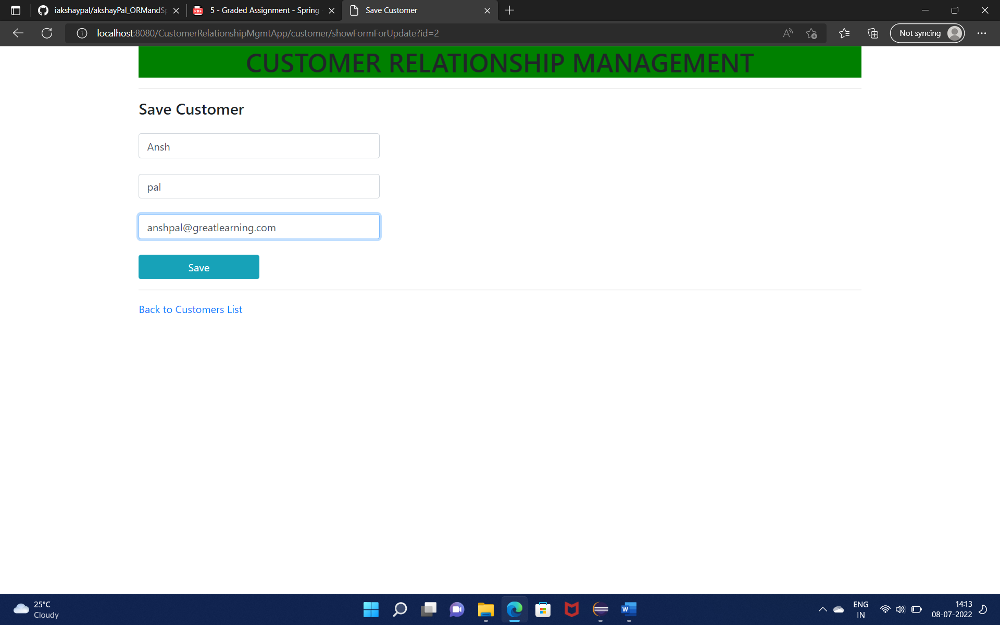 iakshaypal/akshayPal_ORMandSp
5 - Graded Assignment - Spring
Save Customer
localhost:8080/CustomerRelationshipMgmtApp/customer/showFormForUpdate?id=2
Not syncing
CUSTOMER RELATIONSHIP MANAGEMENT
Save Customer
Ansh
pal
anshpal@greatlearning.com
Save
Back to Customers List
25°C
Cloudy
ENG
IN
14:13
08-07-2022